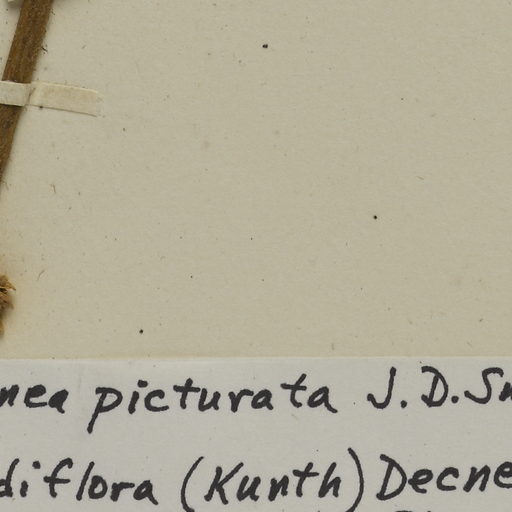 nea picturata J.D.Sm
diflora (Kunth) Decne